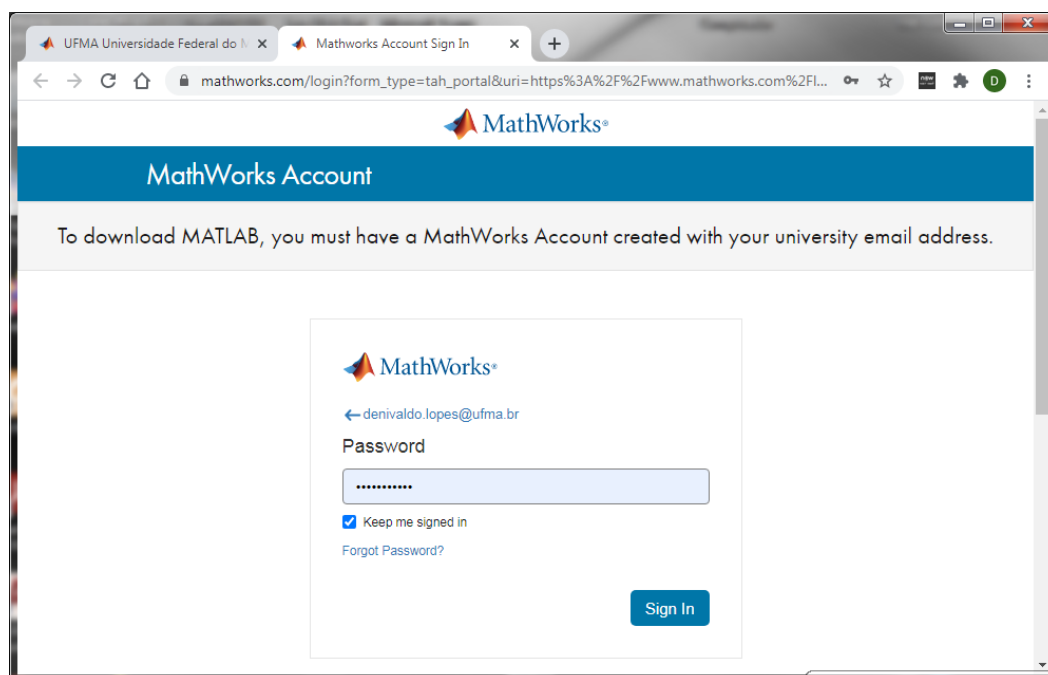 UFMA Universidade Federal do M
Mathworks Account Sign In
mathworks.com/login?form_type=tah_portal&uri=https%3A%2F%2Fwww.mathworks.com%2Fl...
new
D
MathWorks®
MathWorks Account
To download MATLAB, you must have a MathWorks Account created with your university email address.
MathWorks®
denivaldo.lopes@ufma.br
Password
Keep me signed in
Forgot Password?
Sign In